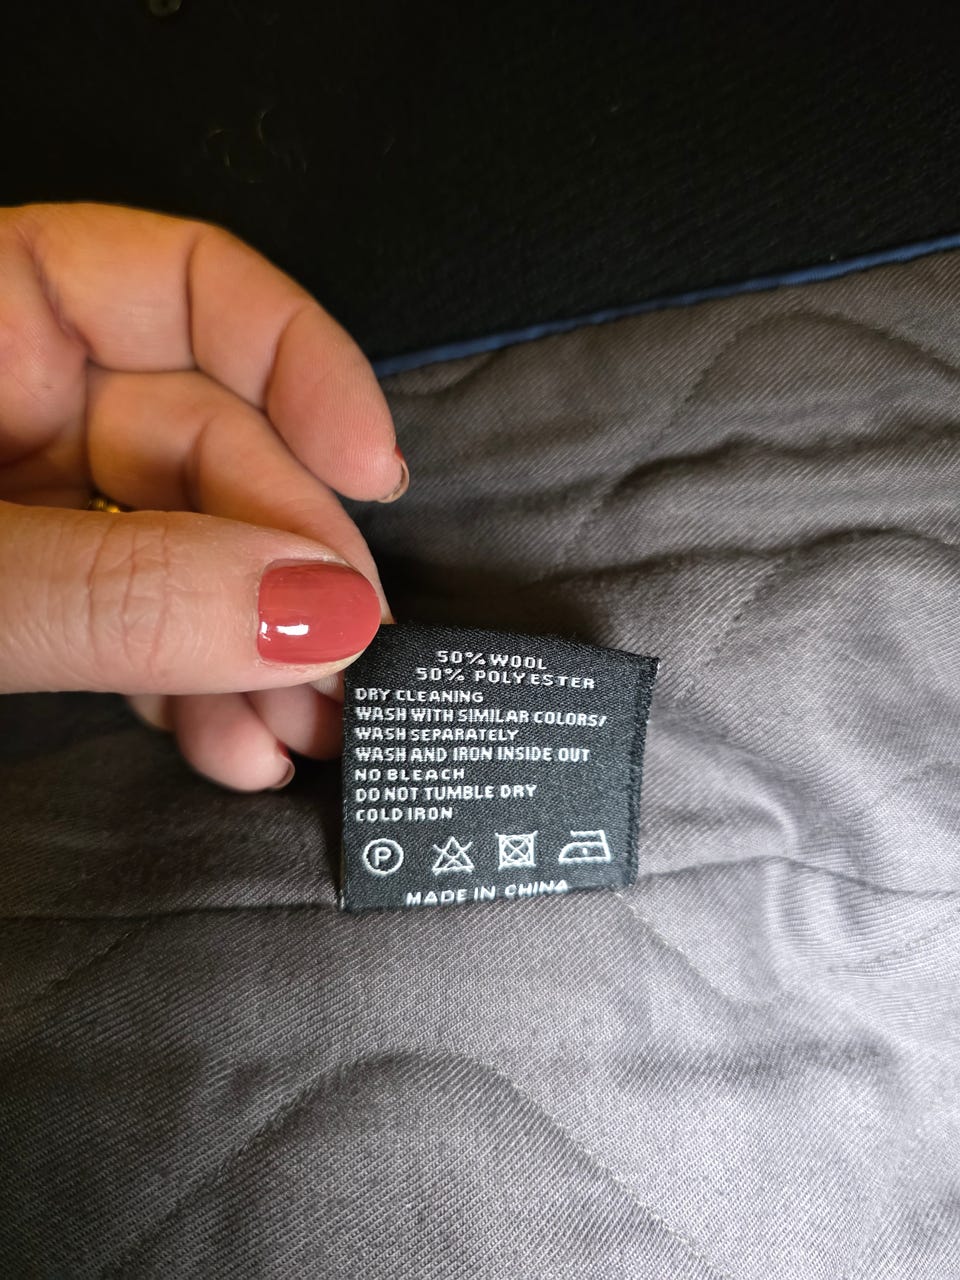 50% WOOL
50% POLYESTER
DRY CLEANING
WASH WITH SIMILAR COLORS/
WASH SEPARATELY
WASH AND IRON INSIDE OUT
NO BLEACH
DO NOT TUMBLE DRY
COLD IRON
P
MADE IN CHINA